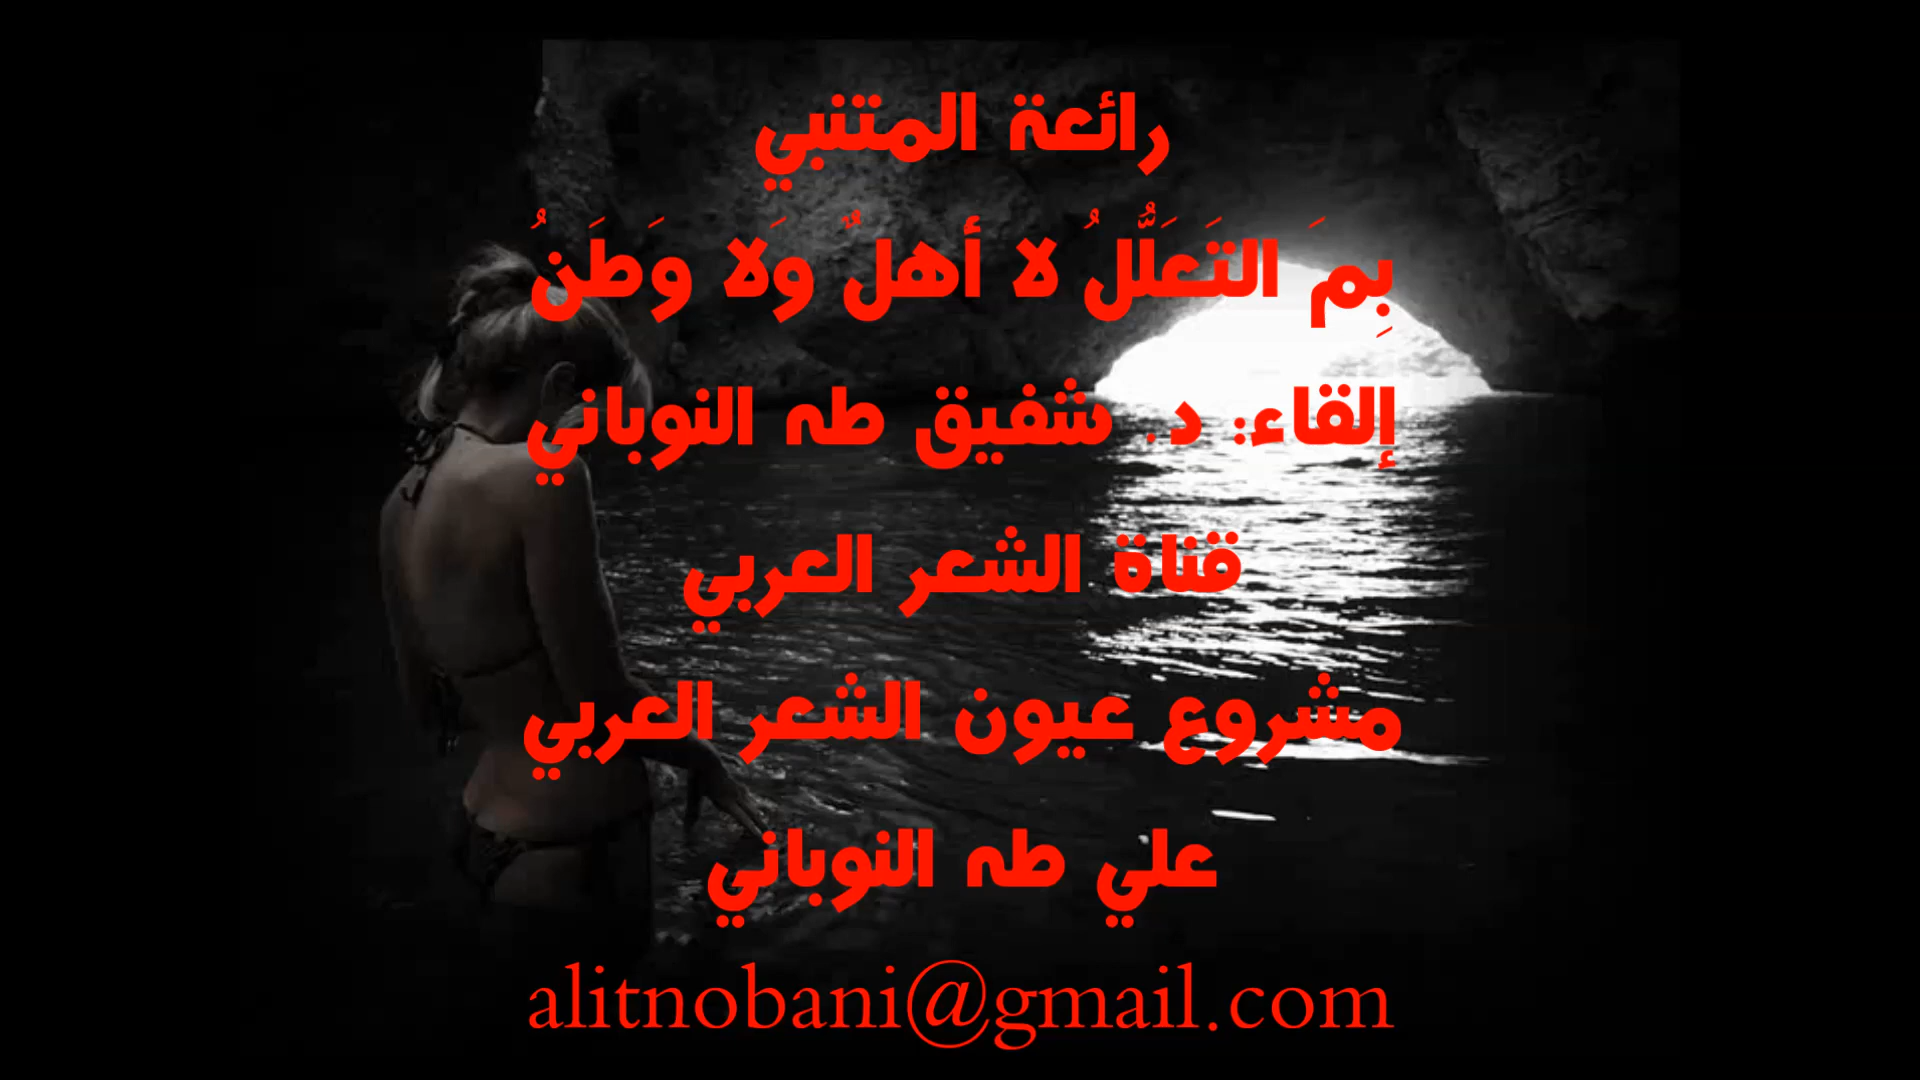 رائعة المتنبي
بِمَ التَعَلُّلُ لا أهلٌ وَلا وَطَنُ
إلقاء: د. شفيق طه النوباني
قناة الشعر العربي
مشروع عيون الشعر العربي
علي طه النوباني
alitnobani@gmail.com